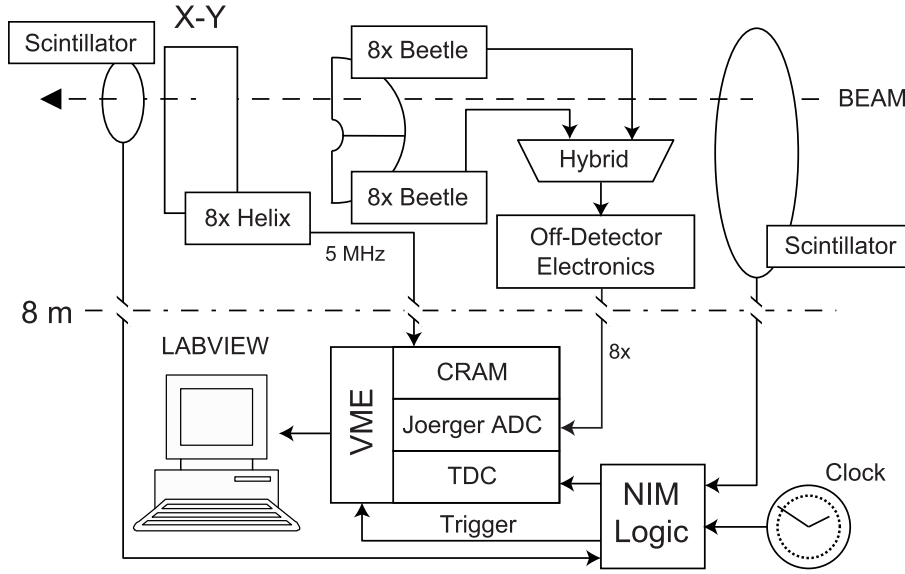 X-Y
Scintillator
8x Beetle
BEAM
Hybrid
8x Beetle
8x Helix
Off-Detector
Electronics
Scintillator
5 MHz
8 m
LABVIEW
8x
VME
CRAM
Joerger ADC
TDC
NIM
Logic
Clock
Trigger